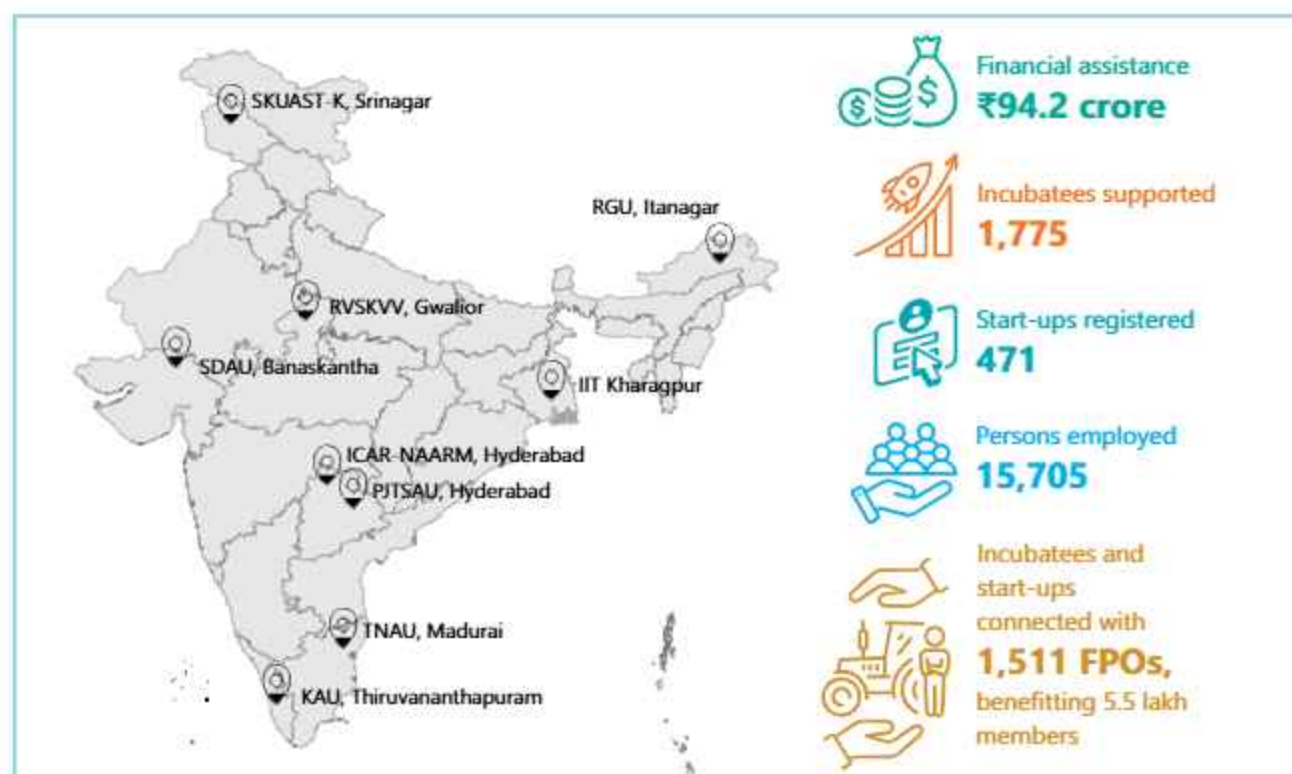 SKUAST-K, Srinagar
RGU, Itanagar
RVSKVV, Gwalior
SDAU, Banaskantha
IIT Kharagpur
ICAR-NAARM, Hyderabad
PJTSAU, Hyderabad
TNAU, Madurai
KAU, Thiruvananthapuram
Financial assistance
₹94.2 crore
Incubatees supported
1,775
Start-ups registered
471
Persons employed
15,705
Incubatees and
start-ups
connected with
1,511 FPOs,
benefitting 5.5 lakh
members